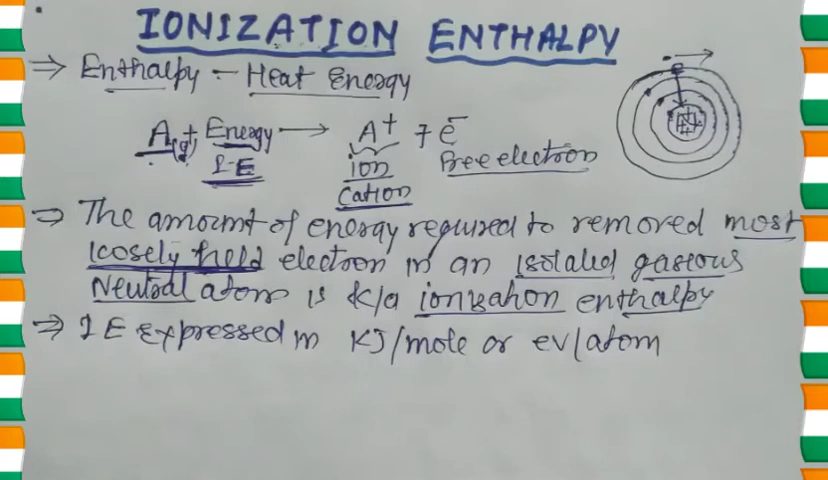 IONIZATION ENTHALPY
⇒ Enthalpy - Heat Energy
A(g) + Energy → A+ + e-
I-E ion free electron
Cation
⇒ The amount of energy required to removed most
loosely held electron in an isolated gaseous
Neutral atom is k/a ionization enthalpy
⇒ I E expressed in KJ/mole or ev/atom